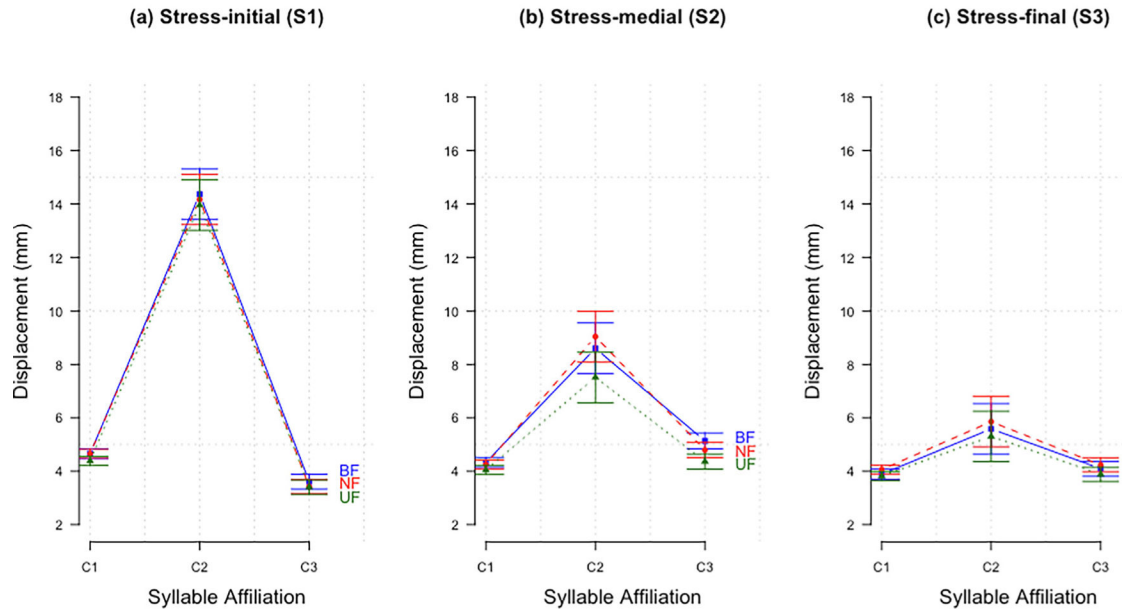 (a) Stress-initial (S1)
(b) Stress-medial (S2)
(c) Stress-final (S3)
Displacement (mm)
18
16
14
12
10
8
6
4
2
BF
NF
UF
C1 C2 C3
Syllable Affiliation
Displacement (mm)
18
16
14
12
10
8
6
4
2
BF
NF
UF
C1 C2 C3
Syllable Affiliation
Displacement (mm)
18
16
14
12
10
8
6
4
2
C1 C2 C3
Syllable Affiliation